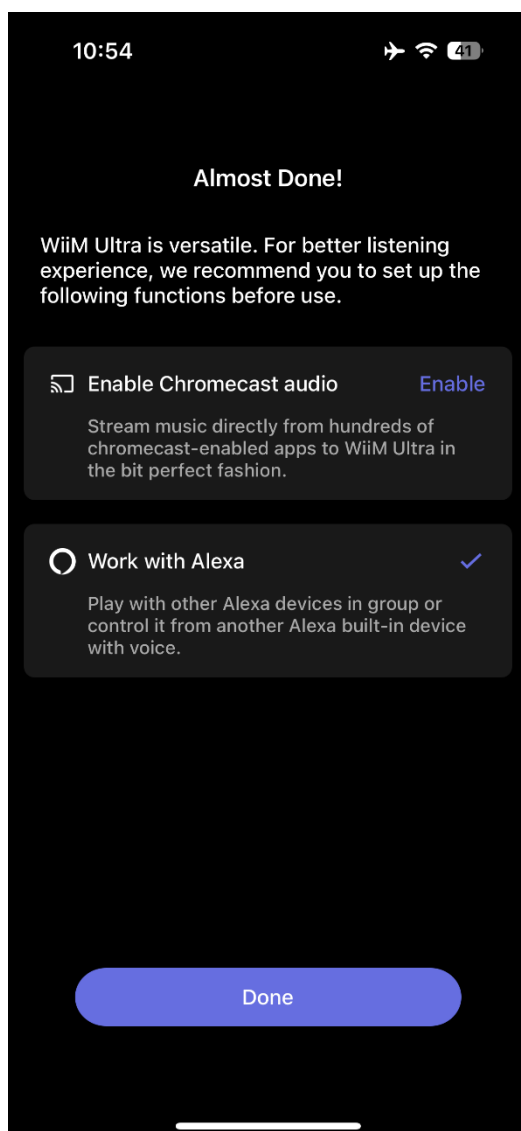 10:54
41
Almost Done!
WiiM Ultra is versatile. For better listening
experience, we recommend you to set up the
following functions before use.
Enable Chromecast audio Enable
Stream music directly from hundreds of
chromecast-enabled apps to WiiM Ultra in
the bit perfect fashion.
Work with Alexa
Play with other Alexa devices in group or
control it from another Alexa built-in device
with voice.
Done